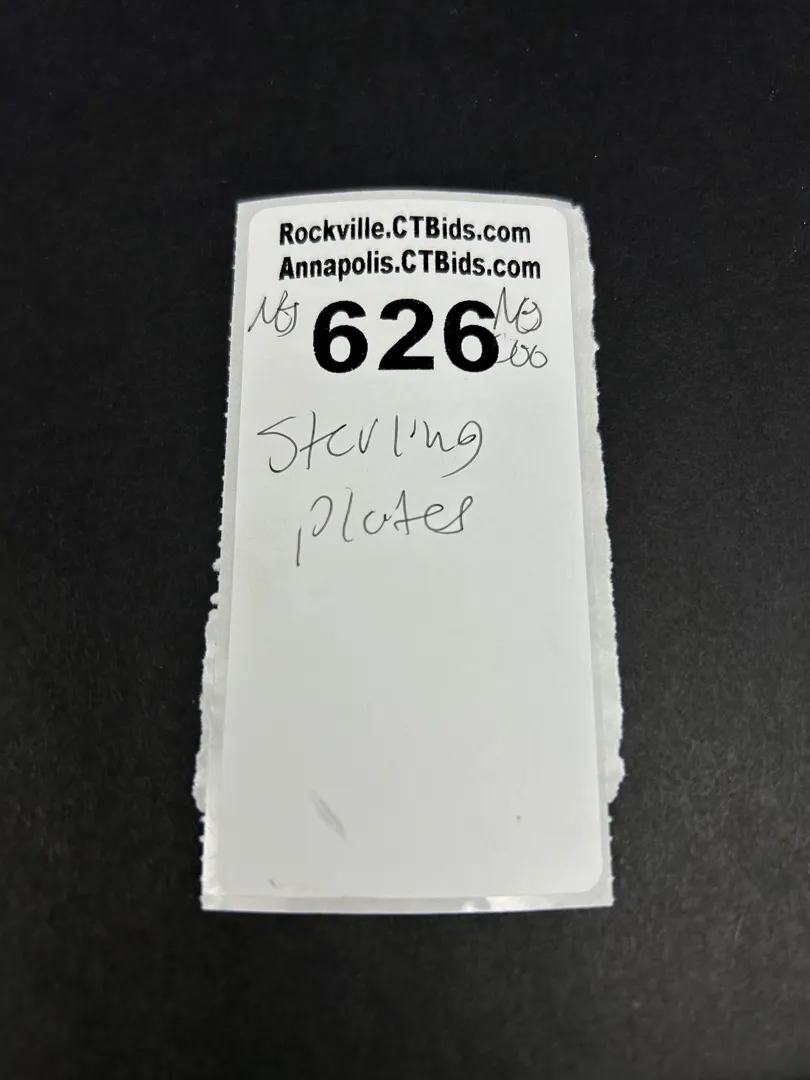 Rockville.CTBids.com
Annapolis.CTBids.com
626
Sterling
plates